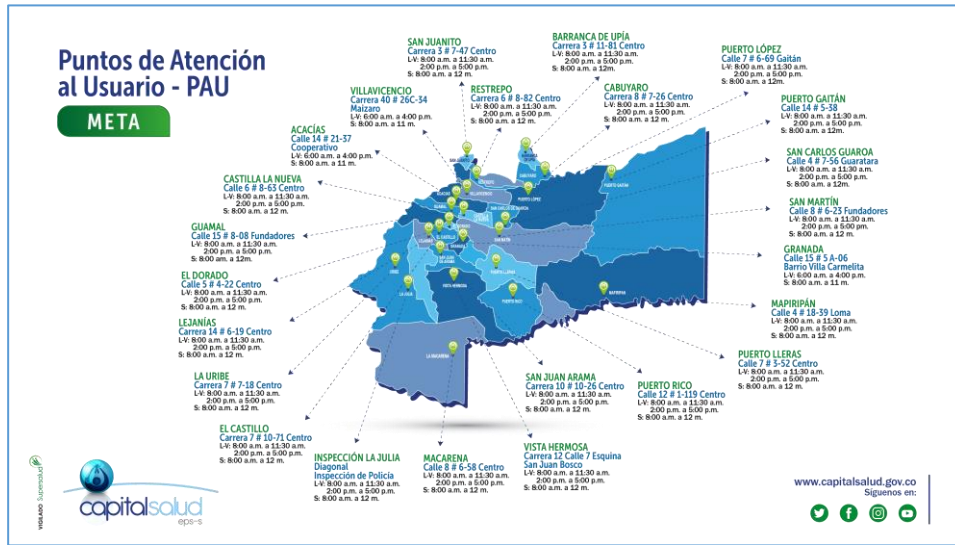 Puntos de Atención
al Usuario - PAU
META
SAN JUANITO
Carrera 3 # 7-47 Centro
L-V: 8:00 a.m. a 11:30 a.m.
2:00 p.m. a 5:00 p.m.
S: 8:00 a.m. a 12 m.
BARRANCA DE UPÍA
Carrera 3 # 11-81 Centro
L-V: 8:00 a.m. a 11:30 a.m.
2:00 p.m. a 5:00 p.m.
S: 8:00 a.m. a 12m.
PUERTO LÓPEZ
Calle 7 # 6-69 Gaitán
L-V: 8:00 a.m. a 11:30 a.m.
2:00 p.m. a 5:00 p.m.
S: 8:00 a.m. a 12m.
VILLAVICENCIO
Carrera 40 # 26C-34
Maizaro
L-V: 6:00 a.m. a 4:00 p.m.
S: 8:00 a.m. a 11 m.
RESTREPO
Carrera 6 # 8-82 Centro
L-V: 8:00 a.m. a 11:30 a.m.
2:00 p.m. a 5:00 p.m.
S: 8:00 a.m. a 12 m.
CABUYARO
Carrera 8 # 7-26 Centro
L-V: 8:00 a.m. a 11:30 a.m.
2:00 p.m. a 5:00 p.m.
S: 8:00 a.m. a 12 m.
PUERTO GAITÁN
Calle 14 # 5-38
L-V: 8:00 a.m. a 11:30 a.m.
2:00 p.m. a 5:00 p.m.
S: 8:00 a.m. a 12m.
ACACÍAS
Calle 14 # 21-37
Cooperativo
L-V: 6:00 a.m. a 4:00 p.m.
S: 8:00 a.m. a 11 m.
SAN CARLOS GUAROA
Calle 4 # 7-56 Guaratara
L-V: 8:00 a.m. a 11:30 a.m.
2:00 p.m. a 5:00 p.m.
S: 8:00 a.m. a 12m.
CASTILLA LA NUEVA
Calle 6 # 8-63 Centro
L-V: 8:00 a.m. a 11:30 a.m.
2:00 p.m. a 5:00 p.m.
S: 8:00 a.m. a 12 m.
SAN MARTÍN
Calle 8 # 6-23 Fundadores
L-V: 8:00 a.m. a 11:30 a.m.
2:00 p.m. a 5:00 p.m.
S: 8:00 a.m. a 12 m.
GUAMAL
Calle 15 # 8-08 Fundadores
L-V: 8:00 a.m. a 11:30 a.m.
2:00 p.m. a 5:00 p.m.
S: 8:00 am. a 12m.
GRANADA
Calle 15 # 5 A-06
Barrio Villa Carmelita
L-V: 6:00 a.m. a 4:00 p.m.
S: 8:00 a.m. a 11 m.
EL DORADO
Calle 5 # 4-22 Centro
L-V: 8:00 a.m. a 11:30 a.m.
2:00 p.m. a 5:00 p.m.
S: 8:00 a.m. a 12 m.
MAPIRIPÁN
Calle 4 # 18-39 Loma
L-V: 8:00 a.m. a 11:30 a.m.
2:00 p.m. a 5:00 p.m.
S: 8:00 a.m. a 12 m.
LEJANÍAS
Carrera 14 # 6-19 Centro
L-V: 8:00 a.m. a 11:30 a.m.
2:00 p.m. a 5:00 p.m.
S: 8:00 a.m. a 12 m.
PUERTO LLERAS
Calle 7 # 3-52 Centro
L-V: 8:00 a.m. a 11:30 a.m.
2:00 p.m. a 5:00 p.m.
S: 8:00 a.m. a 12 m.
LA URIBE
Carrera 7 # 7-18 Centro
L-V: 8:00 a.m. a 11:30 a.m.
2:00 p.m. a 5:00 p.m.
S: 8:00 a.m. a 12 m.
SAN JUAN ARAMA
Carrera 10 # 10-26 Centro
L-V: 8:00 a.m. a 11:30 a.m.
2:00 p.m. a 5:00 p.m.
S: 8:00 a.m. a 12 m.
PUERTO RICO
Calle 12 # 1-119 Centro
L-V: 8:00 a.m. a 11:30 a.m.
2:00 p.m. a 5:00 p.m.
S: 8:00 a.m. a 12 m.
EL CASTILLO
Carrera 7 # 10-71 Centro
L-V: 8:00 a.m. a 11:30 a.m.
2:00 p.m. a 5:00 p.m.
S: 8:00 a.m. a 12 m.
INSPECCIÓN LA JULIA
Diagonal
Inspección de Policía
L-V: 8:00 a.m. a 11:30 a.m.
2:00 p.m. a 5:00 p.m.
S: 8:00 a.m. a 12 m.
MACARENA
Calle 8 # 6-58 Centro
L-V: 8:00 a.m. a 11:30 a.m.
2:00 p.m. a 5:00 p.m.
S: 8:00 a.m. a 12 m.
VISTA HERMOSA
Carrera 12 Calle 7 Esquina
San Juan Bosco
L-V: 8:00 a.m. a 11:30 a.m.
2:00 p.m. a 5:00 p.m.
S: 8:00 a.m. a 12 m.
PUERTO GAITÁN
PUERTO LÓPEZ
SAN MARTÍN
MAPIRIPÁN
PUERTO RICO
VISTA HERMOSA
LA MACARENA
URIBE
LA JULIA
VIGILADO Supersalud
capitalsalud
eps-s
www.capitalsalud.gov.co
Síguenos en: